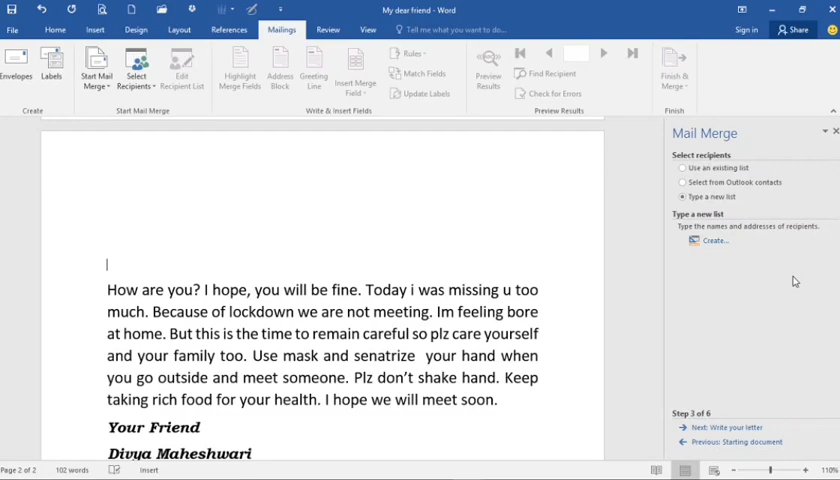 My dear friend - Word
File Home Insert Design Layout References Mailings Review View Tell me what you want to do... Sign in Share
Envelopes Labels Start Mail Merge Select Recipients Edit Recipient List Highlight Merge Fields Address Block Greeting Line Insert Merge Field Rules Match Fields Update Labels Preview Results Find Recipient Check for Errors Finish & Merge
Create Start Mail Merge Write & Insert Fields Preview Results Finish
How are you? I hope, you will be fine. Today i was missing u too
much. Because of lockdown we are not meeting. Im feeling bore
at home. But this is the time to remain careful so plz care yourself
and your family too. Use mask and senatrize your hand when
you go outside and meet someone. Plz don't shake hand. Keep
taking rich food for your health. I hope we will meet soon.
Your Friend
Divya Maheshwari
Mail Merge
Select recipients
Use an existing list
Select from Outlook contacts
Type a new list
Type a new list
Type the names and addresses of recipients.
Create...
Step 3 of 6
Next: Write your letter
Previous: Starting document
Page 2 of 2 102 words Insert 110%